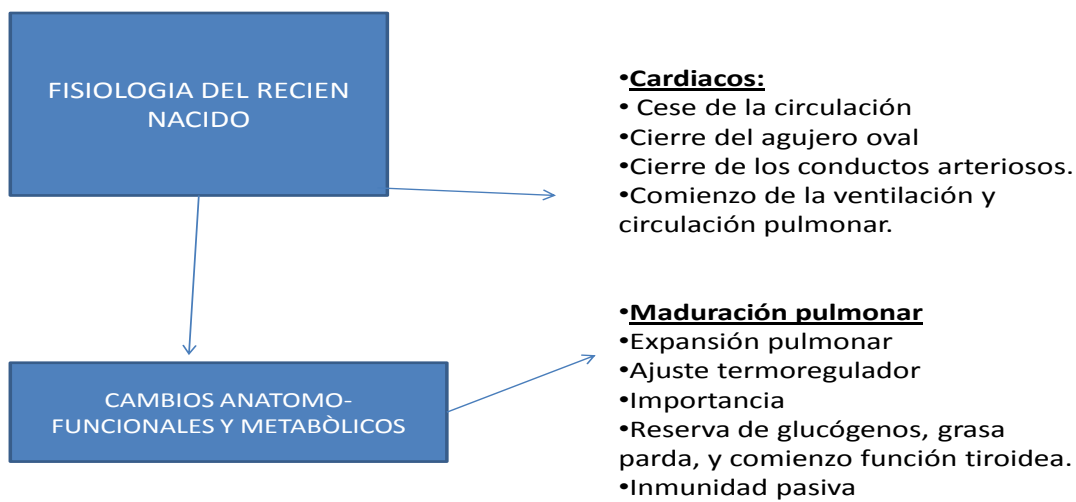 FISIOLOGIA DEL RECIEN
NACIDO
•Cardiacos:
• Cese de la circulación
•Cierre del agujero oval
•Cierre de los conductos arteriosos.
•Comienzo de la ventilación y
circulación pulmonar.
CAMBIOS ANATOMO-
FUNCIONALES Y METABÒLICOS
•Maduración pulmonar
•Expansión pulmonar
•Ajuste termoregulador
•Importancia
•Reserva de glucógenos, grasa
parda, y comienzo función tiroidea.
•Inmunidad pasiva